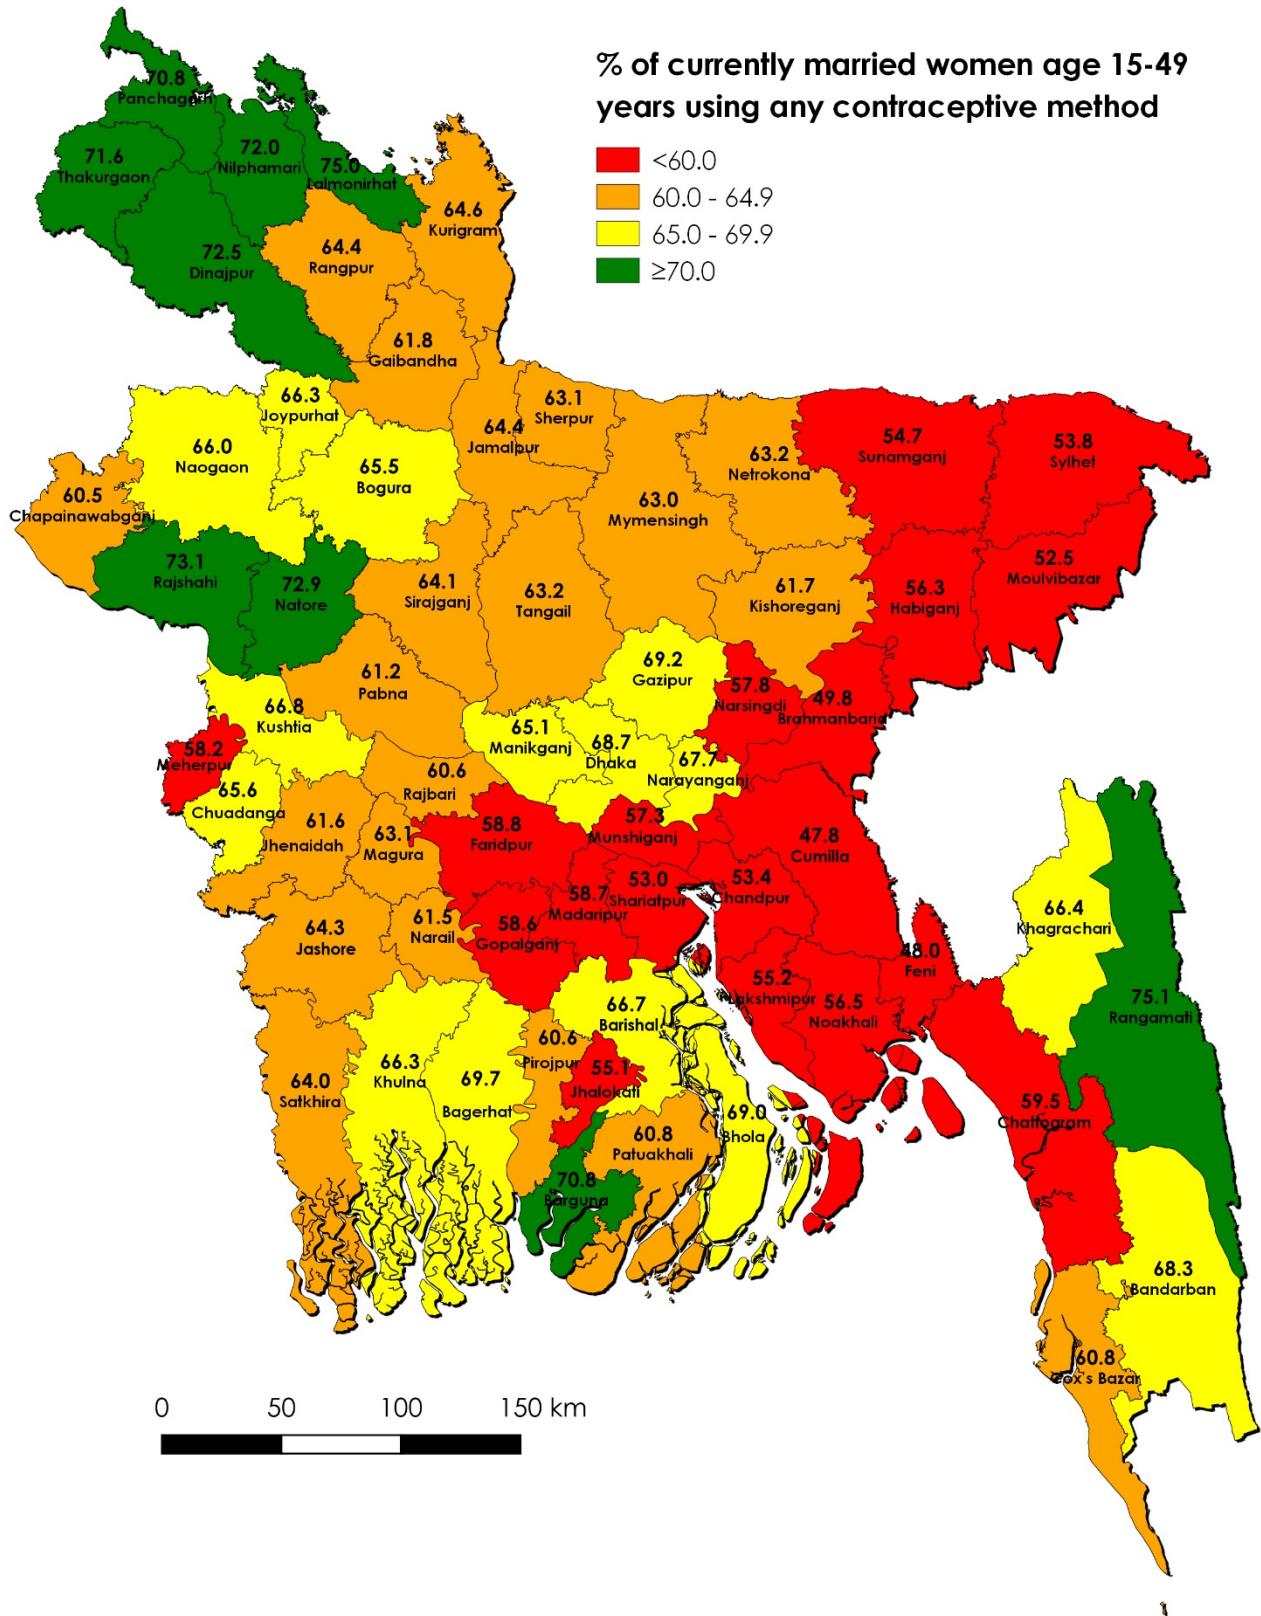 % of currently married women age 15-49
years using any contraceptive method
<60.0
60.0 - 64.9
65.0 - 69.9
≥70.0
70.8
Panchagarh
71.6
Thakurgaon
72.0
Nilphamari
75.0
Lalmonirhat
64.6
Kurigram
72.5
Dinajpur
64.4
Rangpur
61.8
Gaibandha
66.3
Joypurhat
66.0
Naogaon
65.5
Bogura
64.4
Jamalpur
63.1
Sherpur
63.0
Mymensingh
63.2
Netrokona
54.7
Sunamganj
53.8
Sylhet
60.5
Chapainawabganj
73.1
Rajshahi
72.9
Natore
64.1
Sirajganj
63.2
Tangail
61.7
Kishoreganj
56.3
Habiganj
52.5
Moulvibazar
61.2
Pabna
69.2
Gazipur
57.8
Narsingdi
49.8
Brahmanbaria
66.8
Kushtia
58.2
Meherpur
65.6
Chuadanga
65.1
Manikganj
68.7
Dhaka
67.7
Narayanganj
60.6
Rajbari
61.6
Jhenaidah
63.1
Magura
58.8
Faridpur
57.3
Munshiganj
47.8
Cumilla
53.4
Chandpur
53.0
Shariatpur
58.7
Madaripur
58.6
Gopalganj
64.3
Jashore
61.5
Narail
66.4
Khagrachari
48.0
Feni
55.2
Lakshmipur
56.5
Noakhali
75.1
Rangamati
66.7
Barishal
60.6
Pirojpur
55.1
Jhalokati
64.0
Satkhira
66.3
Khulna
69.7
Bagerhat
69.0
Bhola
60.8
Patuakhali
70.8
Barguna
59.5
Chattogram
68.3
Bandarban
60.8
Cox's Bazar
0 50 100 150 km